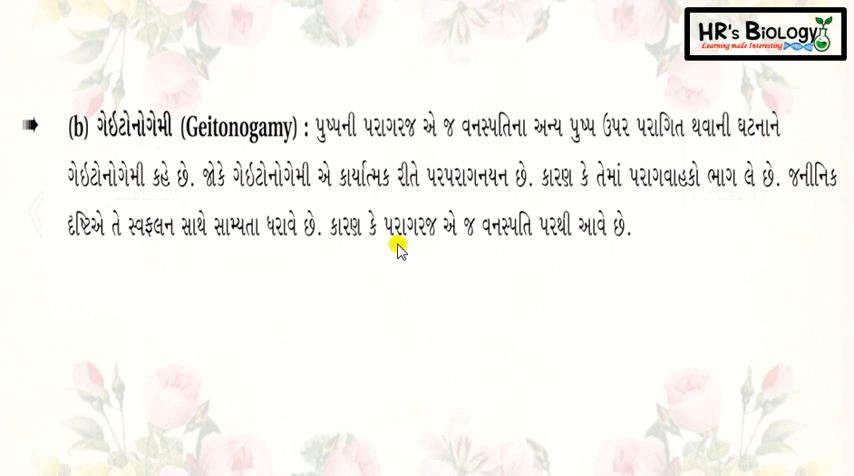 HR's Biology
Learning made Interesting
(b) ગેઇટોનોગેમી (Geitonogamy) : પુષ્પની પરાગરજ એ જ વનસ્પતિના અન્ય પુષ્પ ઉપર પરાગિત થવાની ઘટનાને
ગેઇટોનોગેમી કહે છે. જોકે ગેઇટોનોગેમી એ કાર્યાત્મક રીતે પરપરાગનયન છે. કારણ કે તેમાં પરાગવાહકો ભાગ લે છે. જનીનિક
દૃષ્ટિએ તે સ્વફલન સાથે સામ્યતા ધરાવે છે. કારણ કે પરાગરજ એ જ વનસ્પતિ પરથી આવે છે.